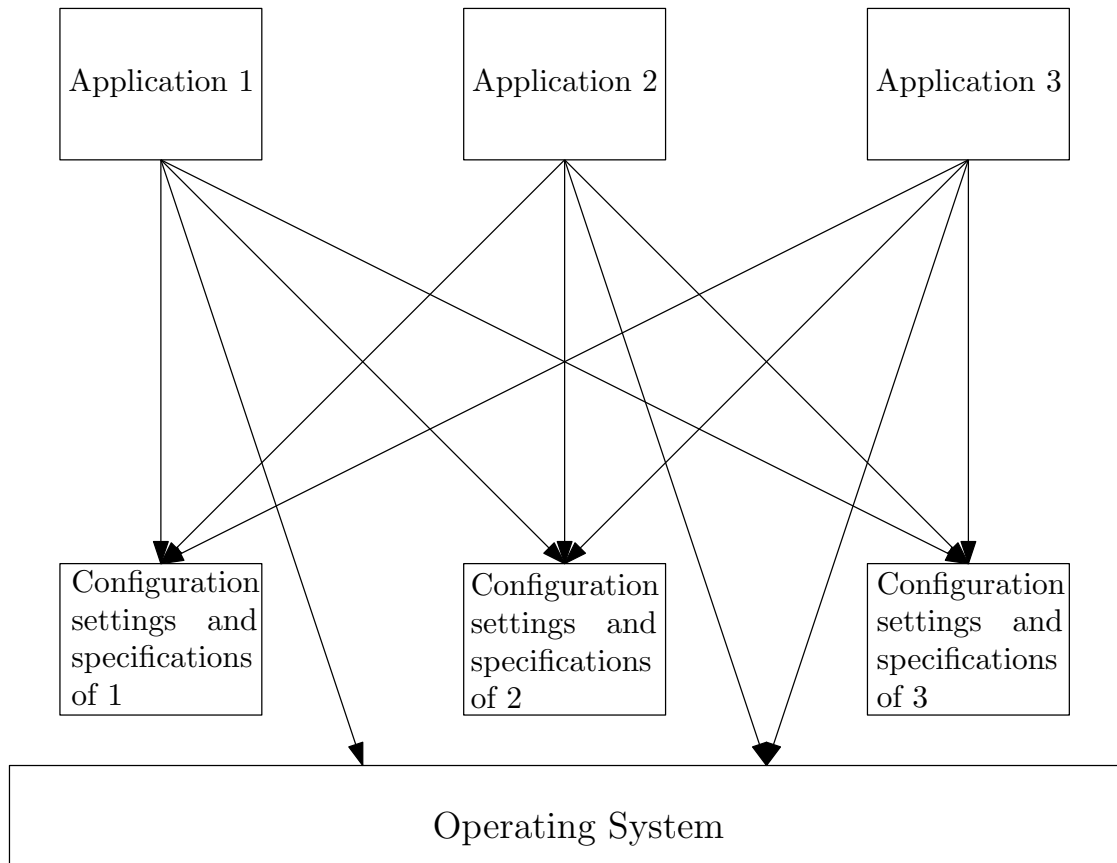 Application 1
Application 2
Application 3
Configuration
settings and
specifications
of 1
Configuration
settings and
specifications
of 2
Configuration
settings and
specifications
of 3
Operating System